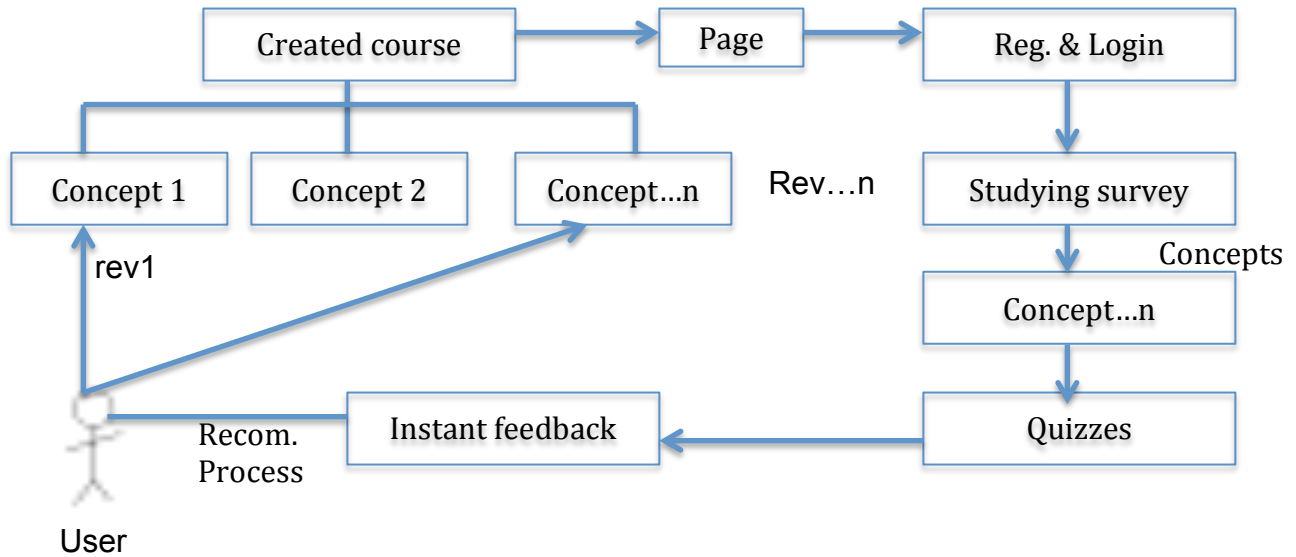 Created course
Page
Reg. & Login
Concept 1
Concept 2
Concept...n
Rev...n
Studying survey
rev1
Concepts
Concept...n
Recom.
Process
Instant feedback
Quizzes
User